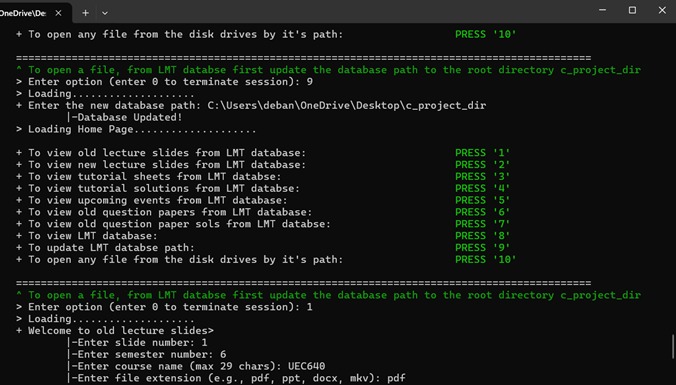 OneDrive\De:
+ To open any file from the disk drives by it's path: PRESS '10'
=============================================================================================
^ To open a file, from LMT databse first update the database path to the root directory c_project_dir
> Enter option (enter 0 to terminate session): 9
> Loading....................
+ Enter the new database path: C:\Users\deban\OneDrive\Desktop\c_project_dir
|-Database Updated!
> Loading Home Page....................
+ To view old lecture slides from LMT database: PRESS '1'
+ To view new lecture slides from LMT database: PRESS '2'
+ To view tutorial sheets from LMT databse: PRESS '3'
+ To view tutorial solutions from LMT databse: PRESS '4'
+ To view upcoming events from LMT database: PRESS '5'
+ To view old question papers from LMT database: PRESS '6'
+ To view old question paper sols from LMT databse: PRESS '7'
+ To view LMT database: PRESS '8'
+ To update LMT databse path: PRESS '9'
+ To open any file from the disk drives by it's path: PRESS '10'
=============================================================================================
^ To open a file, from LMT databse first update the database path to the root directory c_project_dir
> Enter option (enter 0 to terminate session): 1
> Loading....................
+ Welcome to old lecture slides>
|-Enter slide number: 1
|-Enter semester number: 6
|-Enter course name (max 29 chars): UEC640
|-Enter file extension (e.g., pdf, ppt, docx, mkv): pdf